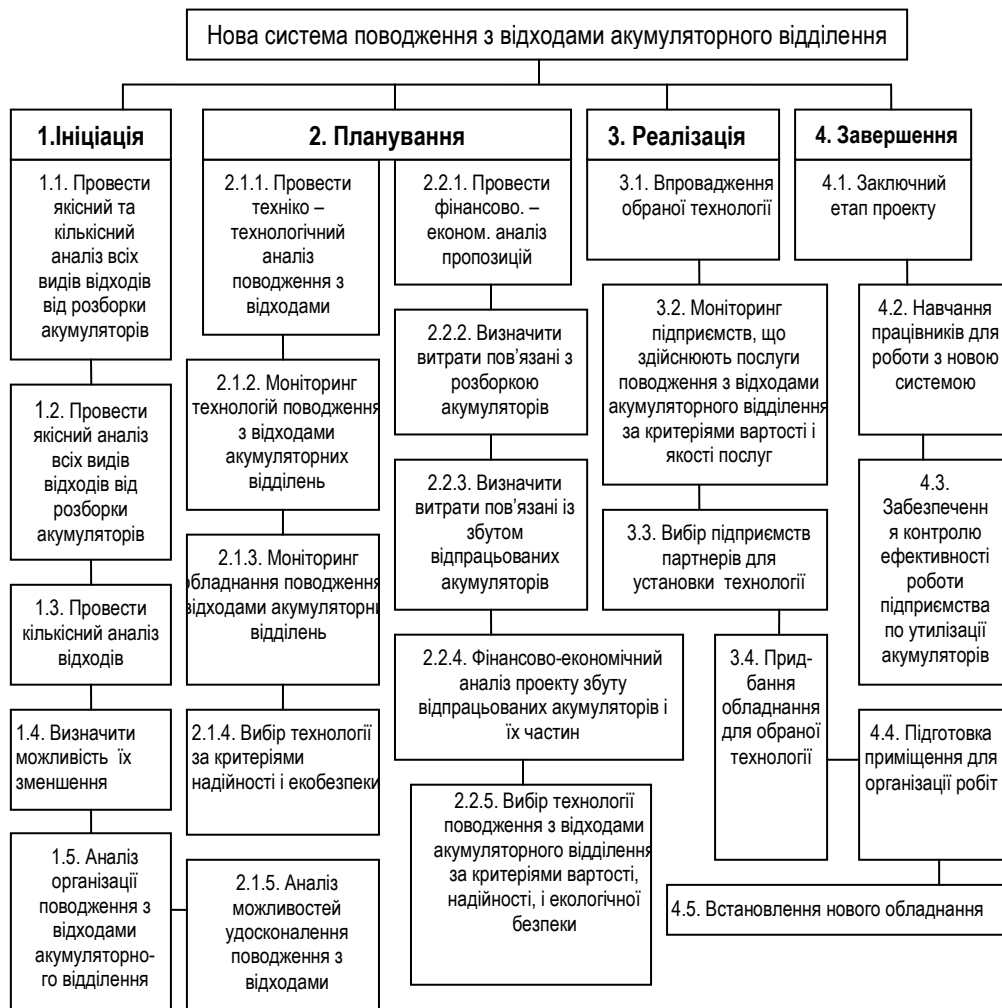 Нова система поводження з відходами акумуляторного відділення
1.Ініціація
1.1. Провести
якісний та
кількісний
аналіз всіх
видів відходів
від розборки
акумуляторів
1.2. Провести
якісний аналіз
всіх видів
відходів від
розборки
акумуляторів
1.3. Провести
кількісний аналіз
відходів
1.4. Визначити
можливість їх
зменшення
1.5. Аналіз
організації
поводження з
відходами
акумуляторно-
го відділення
2. Планування
2.1.1. Провести
техніко –
технологічний
аналіз
поводження з
відходами
2.1.2. Моніторинг
технологій поводження
з відходами
акумуляторних
відділень
2.1.3. Моніторинг
обладнання поводження
відходами акумуляторни
відділень
2.1.4. Вибір технології
за критеріями
надійності і екобезпеки
2.1.5. Аналіз
можливостей
удосконалення
поводження з
відходами
2.2.1. Провести
фінансово. –
економ. аналіз
пропозицій
2.2.2. Визначити
витрати пов’язані з
розборкою
акумуляторів
2.2.3. Визначити
витрати пов’язані із
збутом
відпрацьованих
акумуляторів
2.2.4. Фінансово-економічний
аналіз проекту збуту
відпрацьованих акумуляторів і
їх частин
2.2.5. Вибір технології
поводження з відходами
акумуляторного відділення
за критеріями вартості,
надійності, і екологічної
безпеки
3. Реалізація
3.1. Впровадження
обраної технології
3.2. Моніторинг
підприємств, що
здійснюють послуги
поводження з відходами
акумуляторного відділення
за критеріями вартості і
якості послуг
3.3. Вибір підприємств
партнерів для
установки технології
3.4. Прид-
бання
обладнання
для обраної
технології
4. Завершення
4.1. Заключний
етап проекту
4.2. Навчання
працівників для
роботи з новою
системою
4.3.
Забезпеченн
я контролю
ефективності
роботи
підприємства
по утилізації
акумуляторів
4.4. Підготовка
приміщення для
організації робіт
4.5. Встановлення нового обладнання